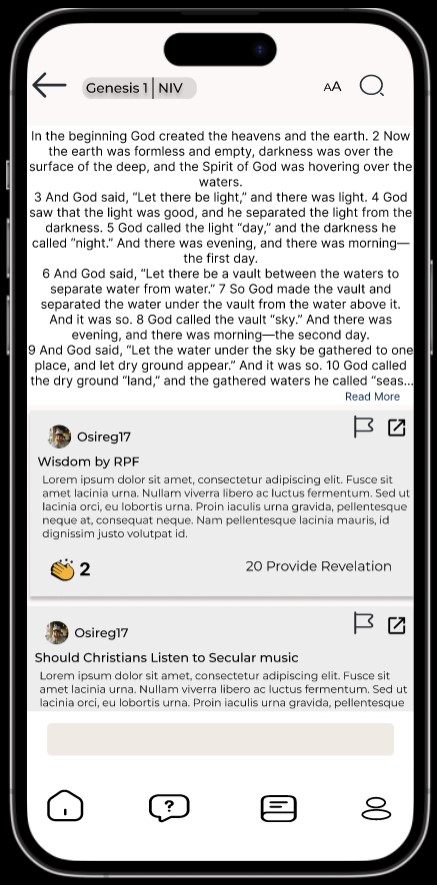 Genesis 1 NIV
AA
In the beginning God created the heavens and the earth. 2 Now
the earth was formless and empty, darkness was over the
surface of the deep, and the Spirit of God was hovering over the
waters.
3 And God said, “Let there be light,” and there was light. 4 God
saw that the light was good, and he separated the light from the
darkness. 5 God called the light “day,” and the darkness he
called “night.” And there was evening, and there was morning—
the first day.
6 And God said, “Let there be a vault between the waters to
separate water from water.” 7 So God made the vault and
separated the water under the vault from the water above it.
And it was so. 8 God called the vault “sky.” And there was
evening, and there was morning—the second day.
9 And God said, “Let the water under the sky be gathered to one
place, and let dry ground appear.” And it was so. 10 God called
the dry ground “land,” and the gathered waters he called “seas...
Read More
Osireg17
Wisdom by RPF
Lorem ipsum dolor sit amet, consectetur adipiscing elit. Fusce sit
amet lacinia urna. Nullam viverra libero ac luctus fermentum. Sed ut
lacinia orci, eu lobortis urna. Proin iaculis urna gravida, pellentesque
neque at, consequat neque. Nam pellentesque lacinia mauris, id
dignissim justo volutpat id.
2
20 Provide Revelation
Osireg17
Should Christians Listen to Secular music
Lorem ipsum dolor sit amet, consectetur adipiscing elit. Fusce sit
amet lacinia urna. Nullam viverra libero ac luctus fermentum. Sed ut
lacinia orci, eu lobortis urna. Proin iaculis urna gravida, pellentesque
?